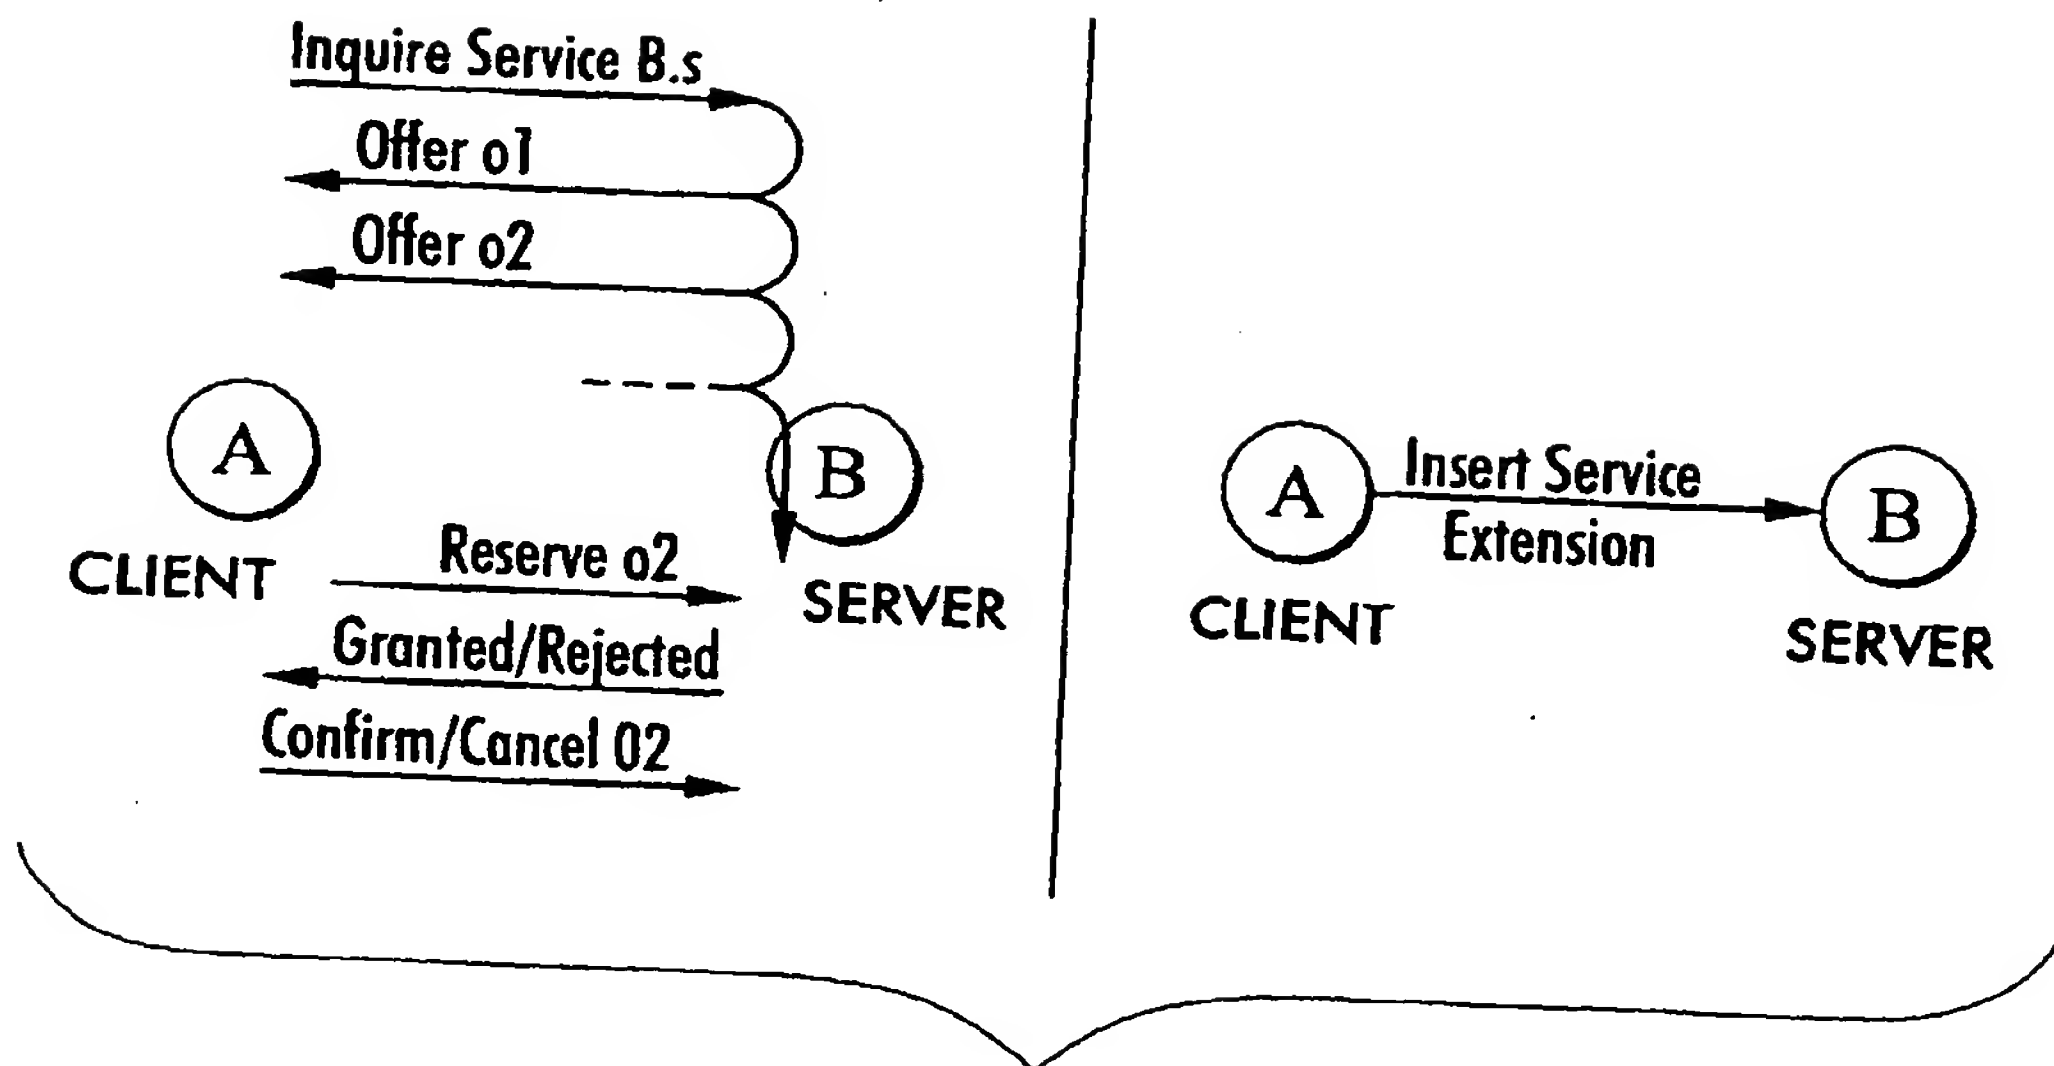 Inquire Service B.s
Offer o1
Offer o2
A
B
CLIENT
SERVER
Reserve o2
Granted/Rejected
Confirm/Cancel 02
A
Insert Service
Extension
B
CLIENT
SERVER